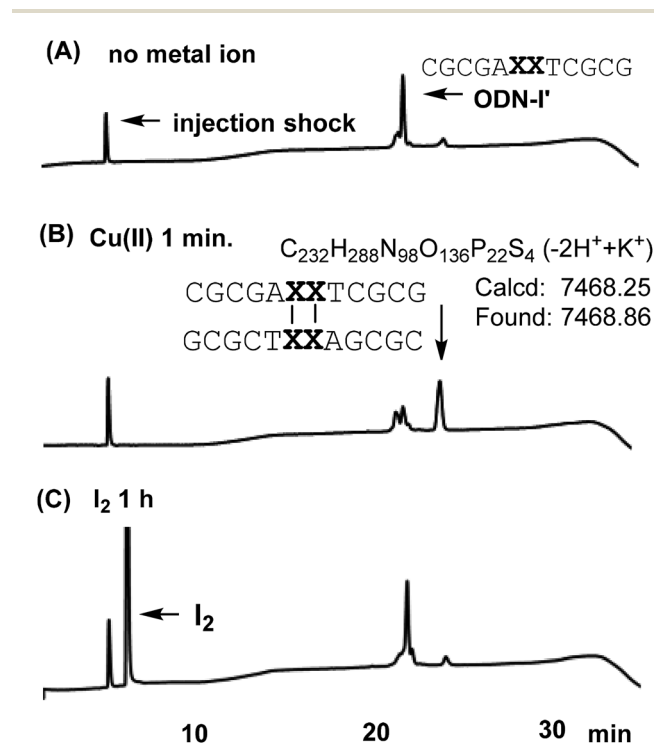 (A) no metal ion
CGCGAXXTCGCG
ODN-I'
injection shock
(B) Cu(II) 1 min.
C232H288N98O136P22S4 (-2H++K+)
CGCGAXXTCGCG
GCGCTXXAGCGC
Calcd: 7468.25
Found: 7468.86
(C) I2 1 h
I2
10 20 30 min